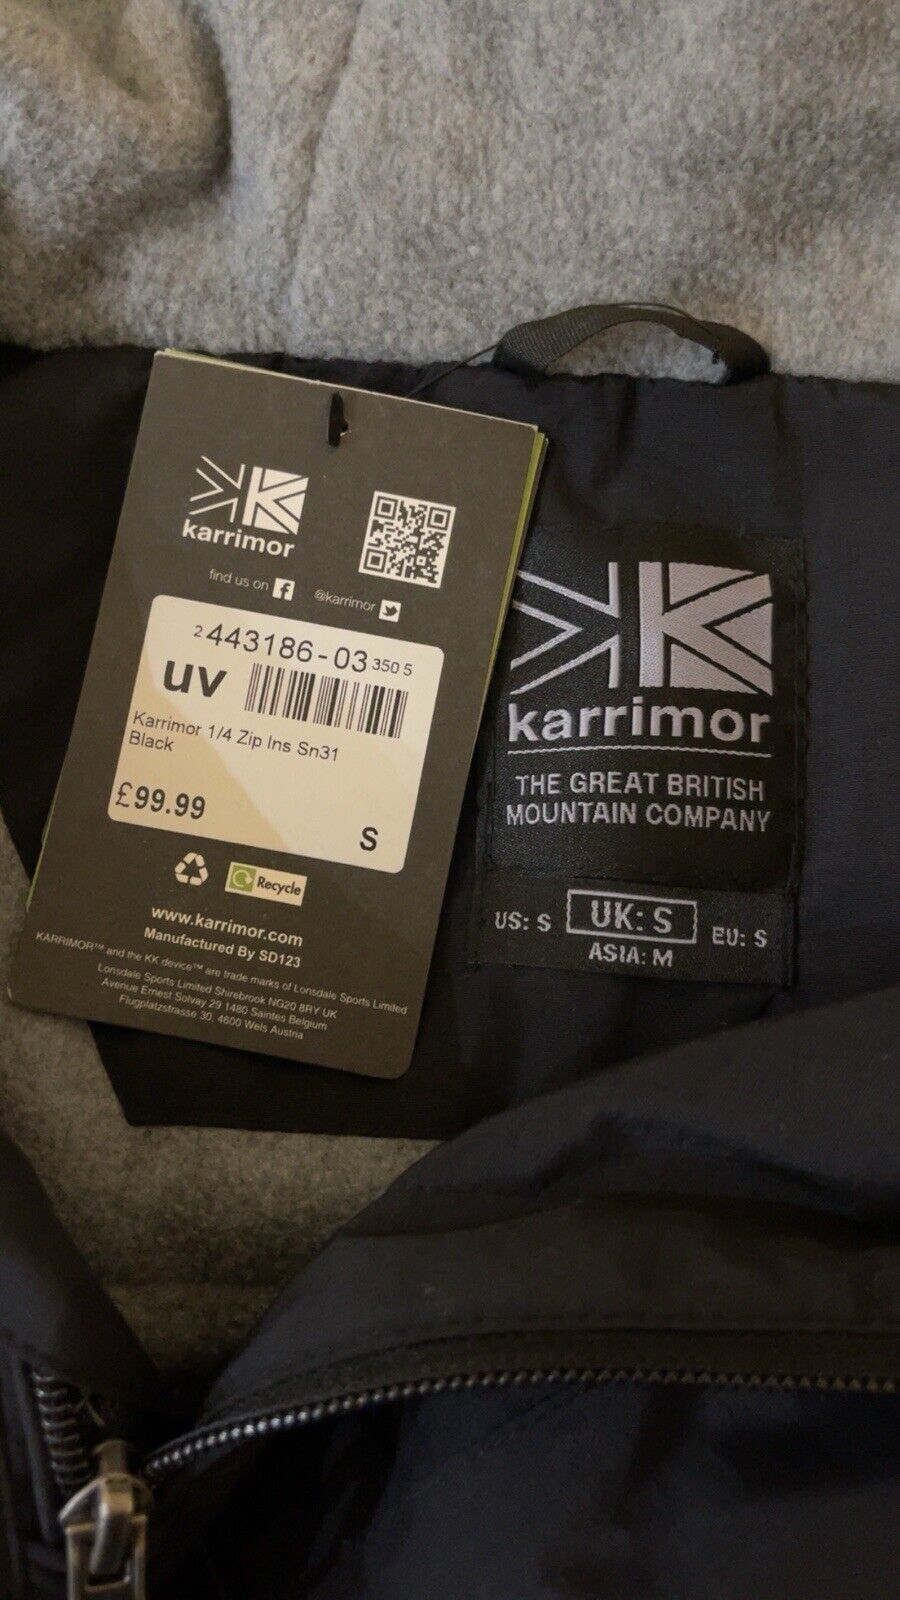 karrimor
find us on f
@karrimor
2 443186-03 350 5
UV
Karrimor 1/4 Zip Ins Sn31
Black
£99.99
S
Recycle
www.karrimor.com
Manufactured By SD123
KARRIMOR™ and the KK device™ are trade marks of Lonsdale Sports Limited
Lonsdale Sports Limited Shirebrook NG20 8RY UK
Avenue Ernest Solvay 29 1480 Saintes Belgium
Flugplatzstrasse 30, 4600 Wels Austria
karrimor
THE GREAT BRITISH
MOUNTAIN COMPANY
US: S UK: S EU: S
ASIA: M